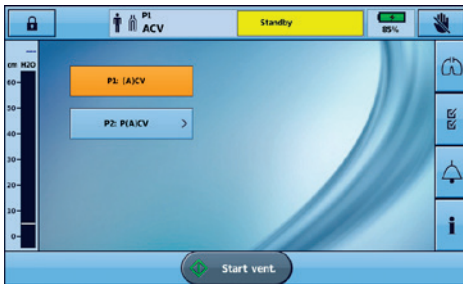 P1
ACV
Standby
85%
cm H2O
60-
50-
40-
30-
20-
10-
0-
P1: (A)CV
P2: P(A)CV
Start vent.